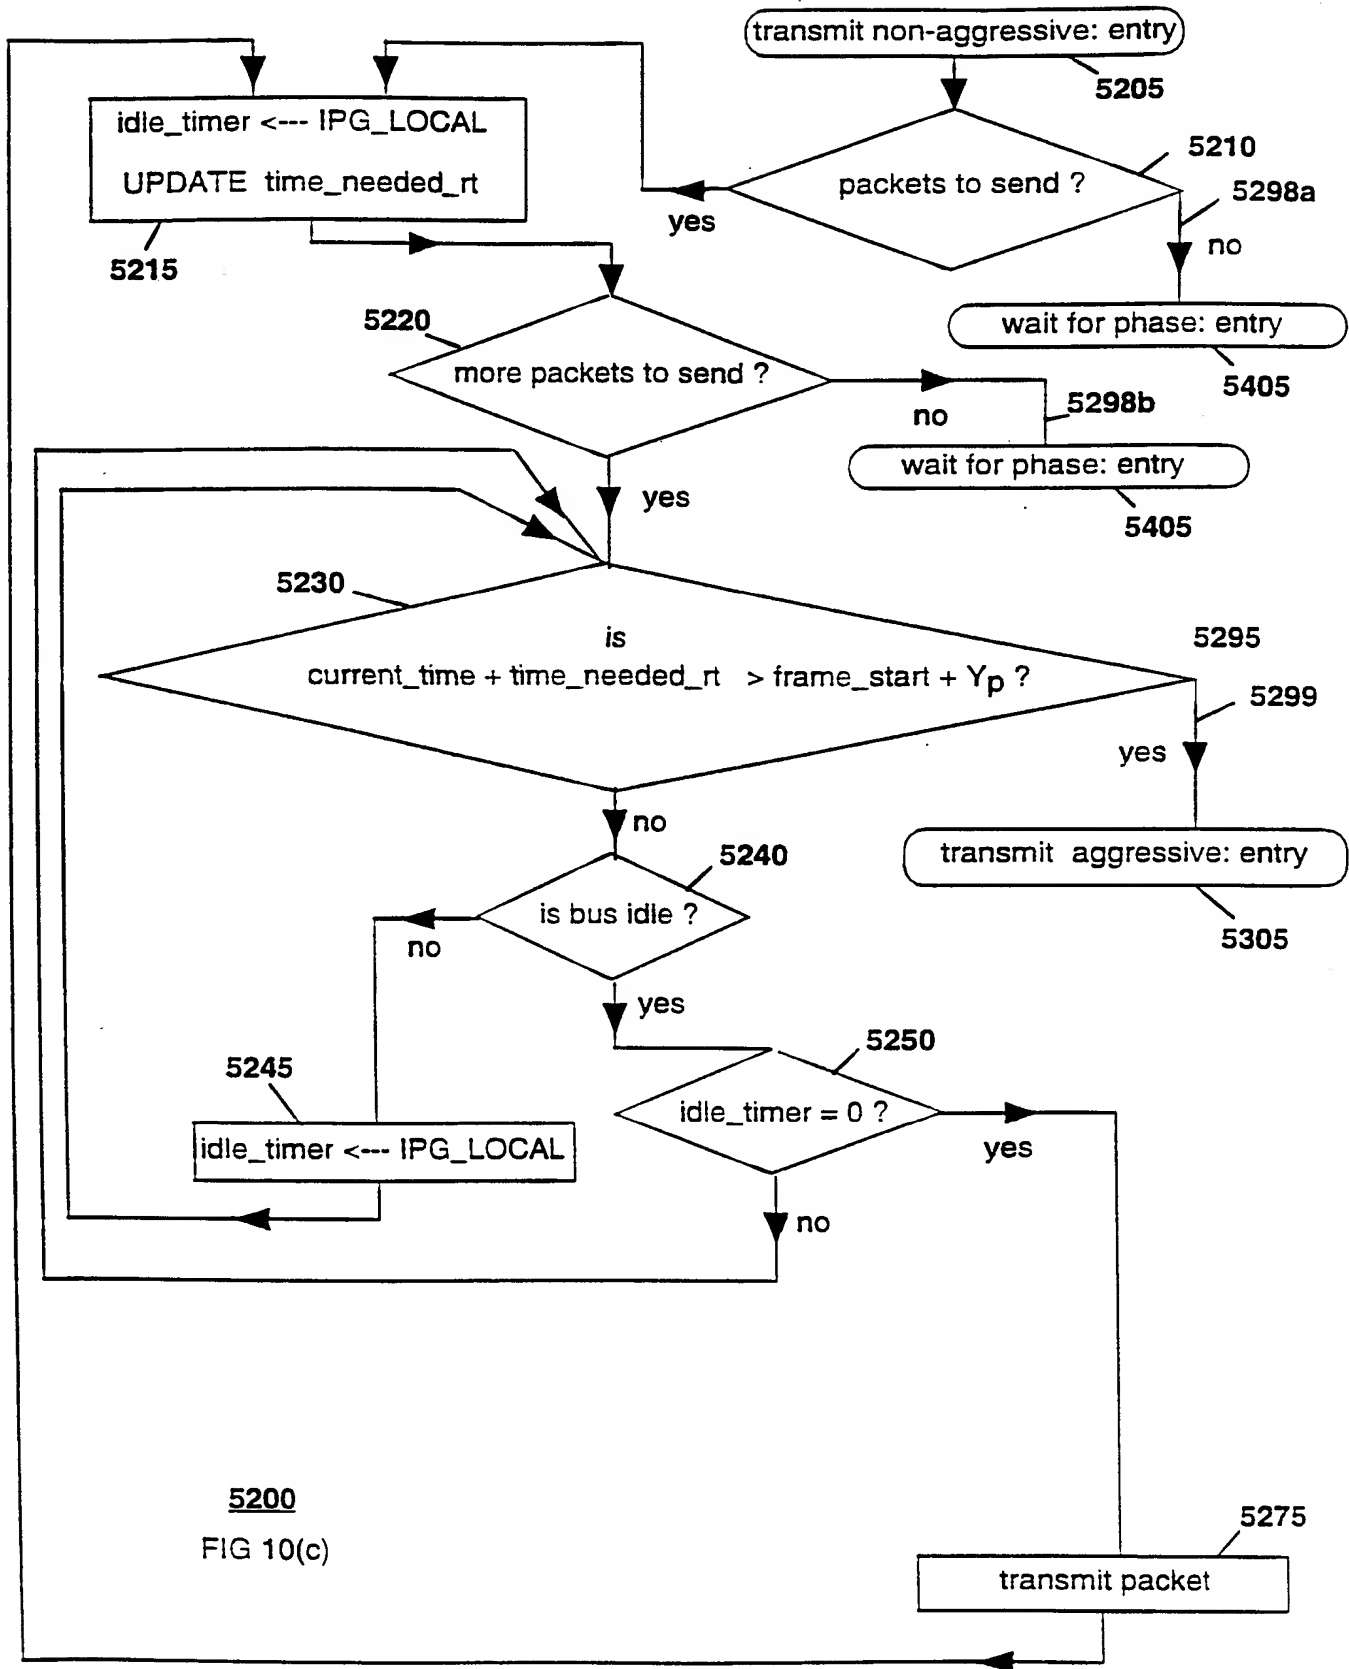 transmit non-aggressive: entry
5205
idle_timer <--- IPG_LOCAL
UPDATE time_needed_rt
5215
packets to send ?
5210
5298a
yes
no
wait for phase: entry
5405
5220
more packets to send ?
no
5298b
wait for phase: entry
5405
yes
5230
is
current_time + time_needed_rt > frame_start + Yp ?
5295
5299
yes
no
transmit aggressive: entry
5305
5240
is bus idle ?
no
yes
5245
idle_timer <--- IPG_LOCAL
5250
idle_timer = 0 ?
yes
no
5200
FIG 10(c)
5275
transmit packet